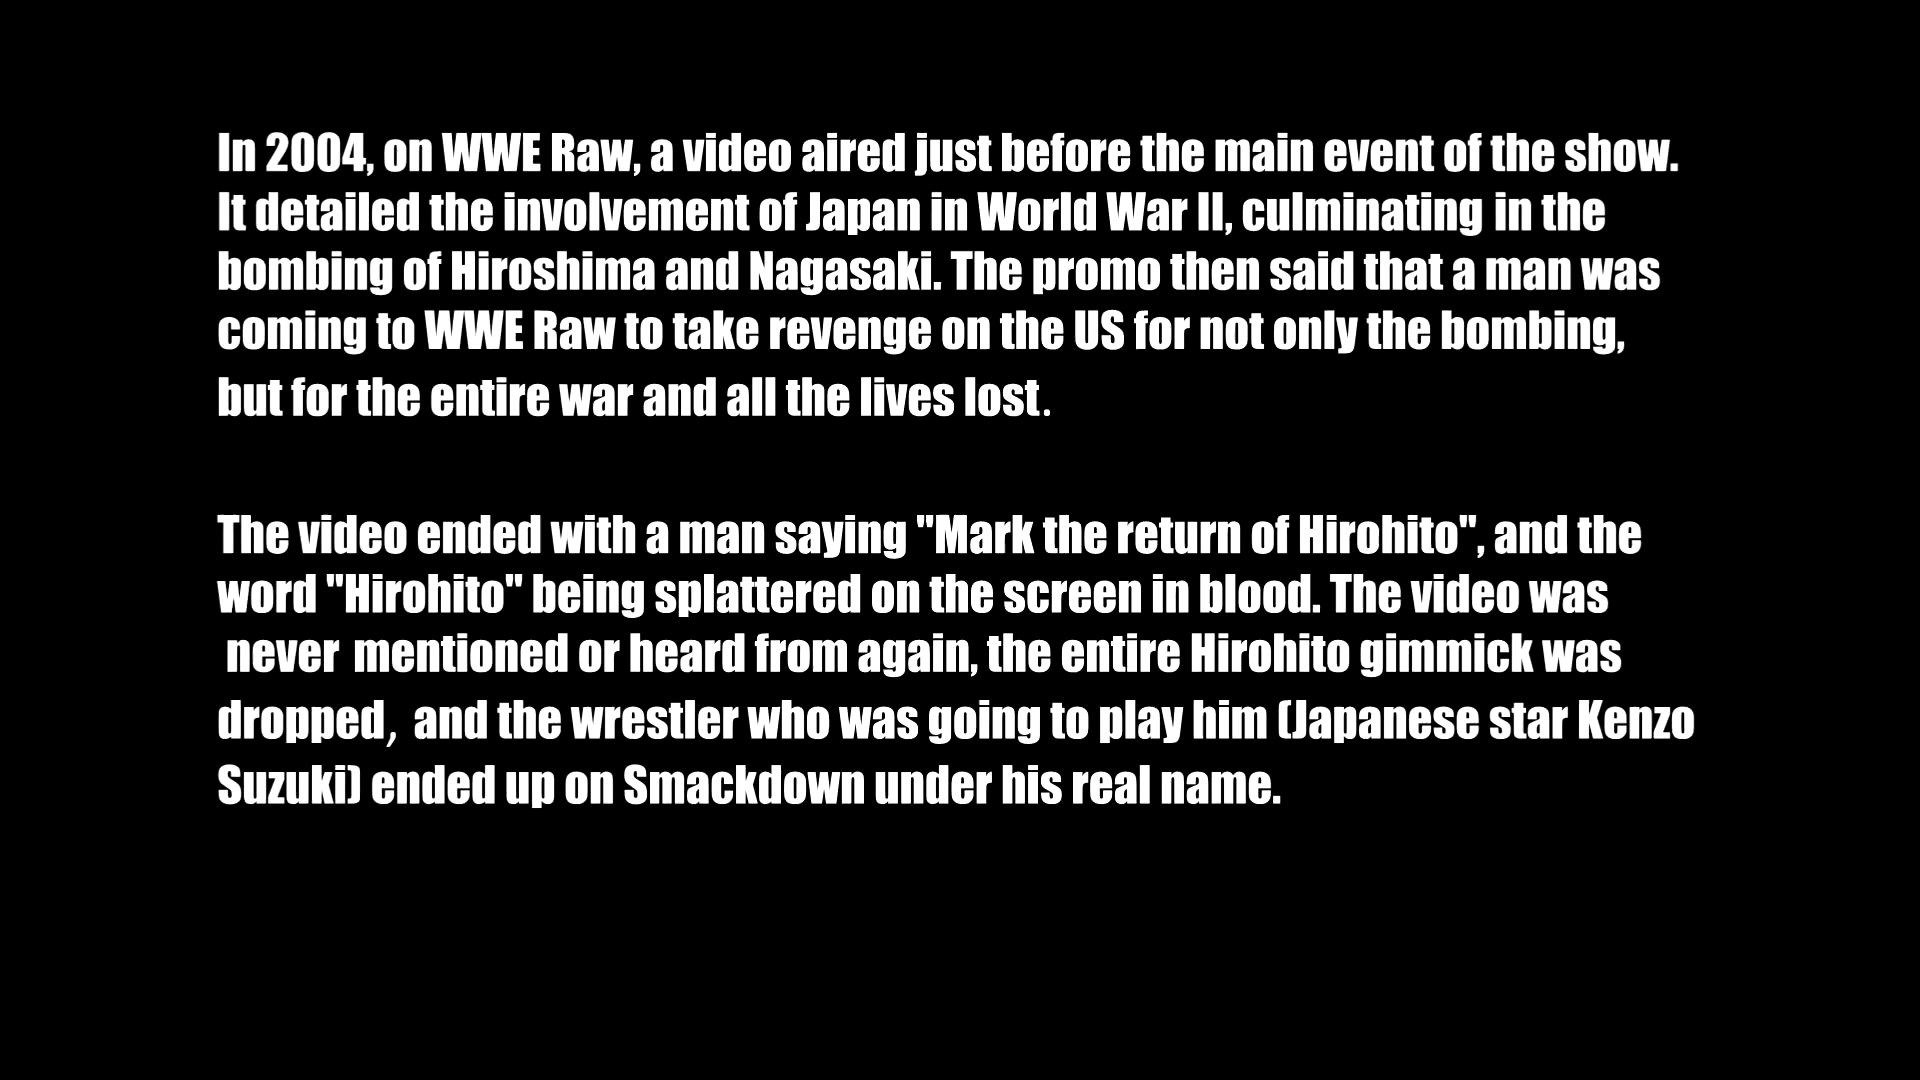 In 2004, on WWE Raw, a video aired just before the main event of the show.
It detailed the involvement of Japan in World War II, culminating in the
bombing of Hiroshima and Nagasaki. The promo then said that a man was
coming to WWE Raw to take revenge on the US for not only the bombing,
but for the entire war and all the lives lost.
The video ended with a man saying "Mark the return of Hirohito", and the
word "Hirohito" being splattered on the screen in blood. The video was
never mentioned or heard from again, the entire Hirohito gimmick was
dropped, and the wrestler who was going to play him (Japanese star Kenzo
Suzuki) ended up on Smackdown under his real name.